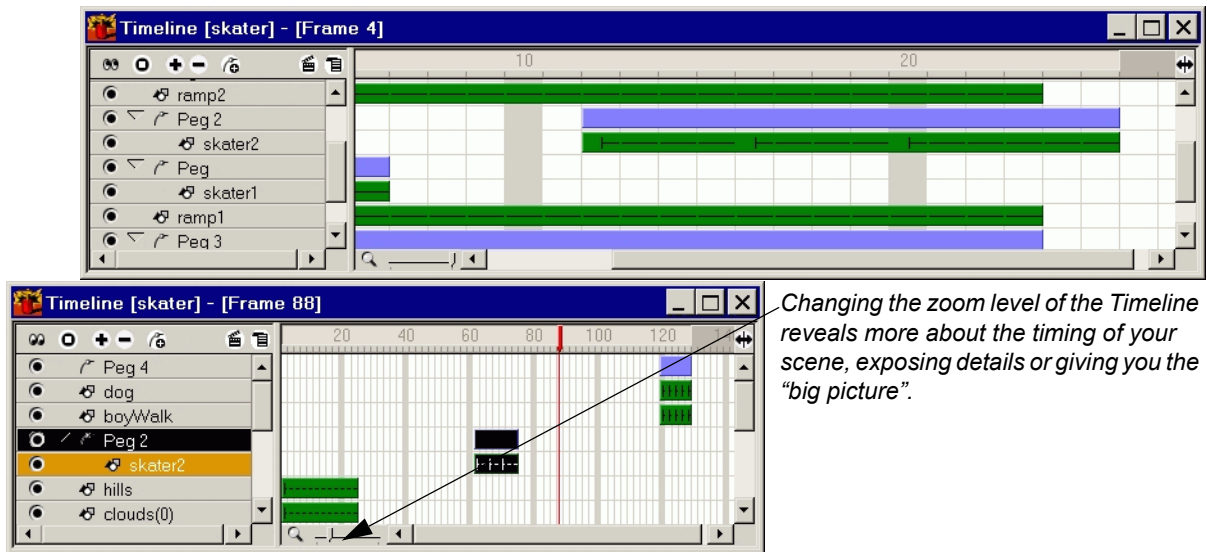 Timeline [skater] - [Frame 4]
10 20
ramp2
Peg 2
skater2
Peg
skater1
ramp1
Peg 3
Timeline [skater] - [Frame 88]
20 40 60 80 100 120
Peg 4
dog
boyWalk
Peg 2
skater2
hills
clouds(0)
Changing the zoom level of the Timeline
reveals more about the timing of your
scene, exposing details or giving you the
“big picture”.